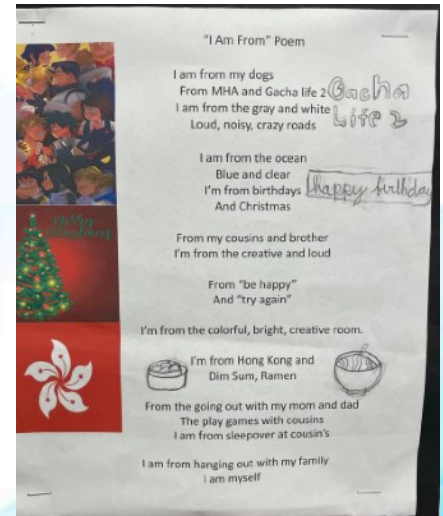 "I Am From" Poem
I am from my dogs
From MHA and Gacha life 2
Gacha
I am from the gray and white
Life 2
Loud, noisy, crazy roads
I am from the ocean
Blue and clear
I'm from birthdays
happy birthday
And Christmas
Merry Christmas
From my cousins and brother
I'm from the creative and loud
From "be happy"
And "try again"
I'm from the colorful, bright, creative room.
I'm from Hong Kong and
Dim Sum, Ramen
From the going out with my mom and dad
The play games with cousins
I am from sleepover at cousin's
I am from hanging out with my family
I am myself